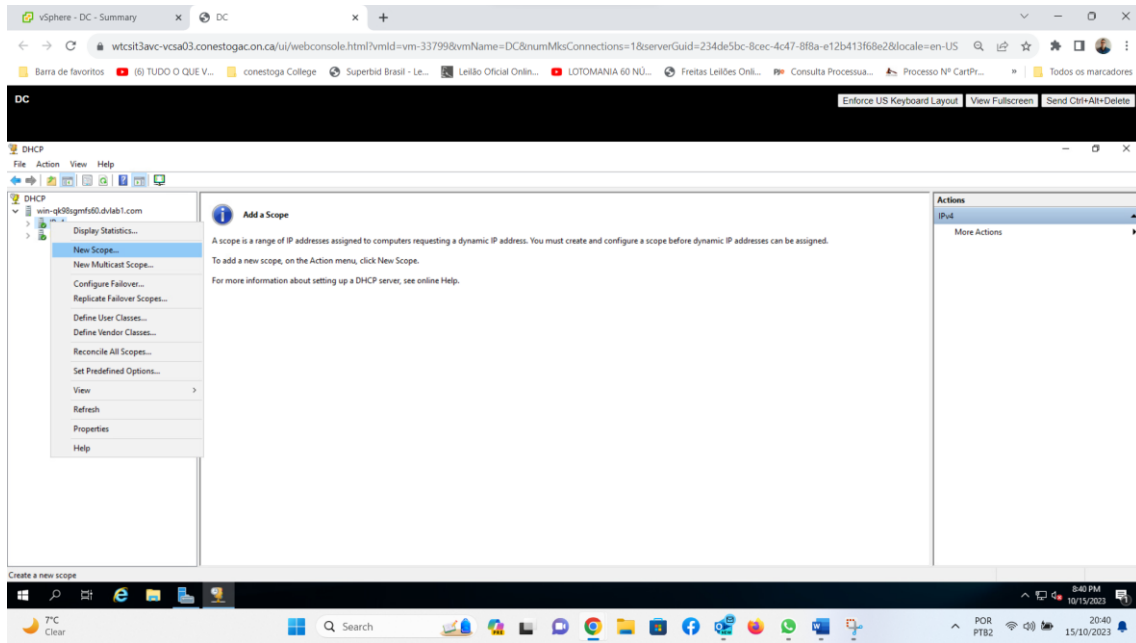 vSphere - DC - Summary
DC
wtcsit3avc-vcsa03.conestogac.on.ca/ui/webconsole.html?vmId=vm-33799&vmName=DC&numMksConnections=1&serverGuid=234de5bc-8cec-4c47-8f8a-e12b413f68e2&locale=en-US
Barra de favoritos (6) TUDO O QUE V... conestoga College Superbid Brasil - Le... Leilão Oficial Onlin... LOTOMANIA 60 NÚ... Freitas Leilões Onli... Consulta Processua... Processo Nº CartPr... » Todos os marcadores
DC
Enforce US Keyboard Layout View Fullscreen Send Ctrl+Alt+Delete
DHCP
File Action View Help
DHCP
win-qk98sgmfs60.dvlab1.com
Display Statistics...
New Scope...
New Multicast Scope...
Configure Failover...
Replicate Failover Scopes...
Define User Classes...
Define Vendor Classes...
Reconcile All Scopes...
Set Predefined Options...
View
Refresh
Properties
Help
Add a Scope
A scope is a range of IP addresses assigned to computers requesting a dynamic IP address. You must create and configure a scope before dynamic IP addresses can be assigned.
To add a new scope, on the Action menu, click New Scope.
For more information about setting up a DHCP server, see online Help.
Actions
IPv4
More Actions
Create a new scope
8:40 PM
10/15/2023
7°C
Clear
Search
POR
PTB2
20:40
15/10/2023